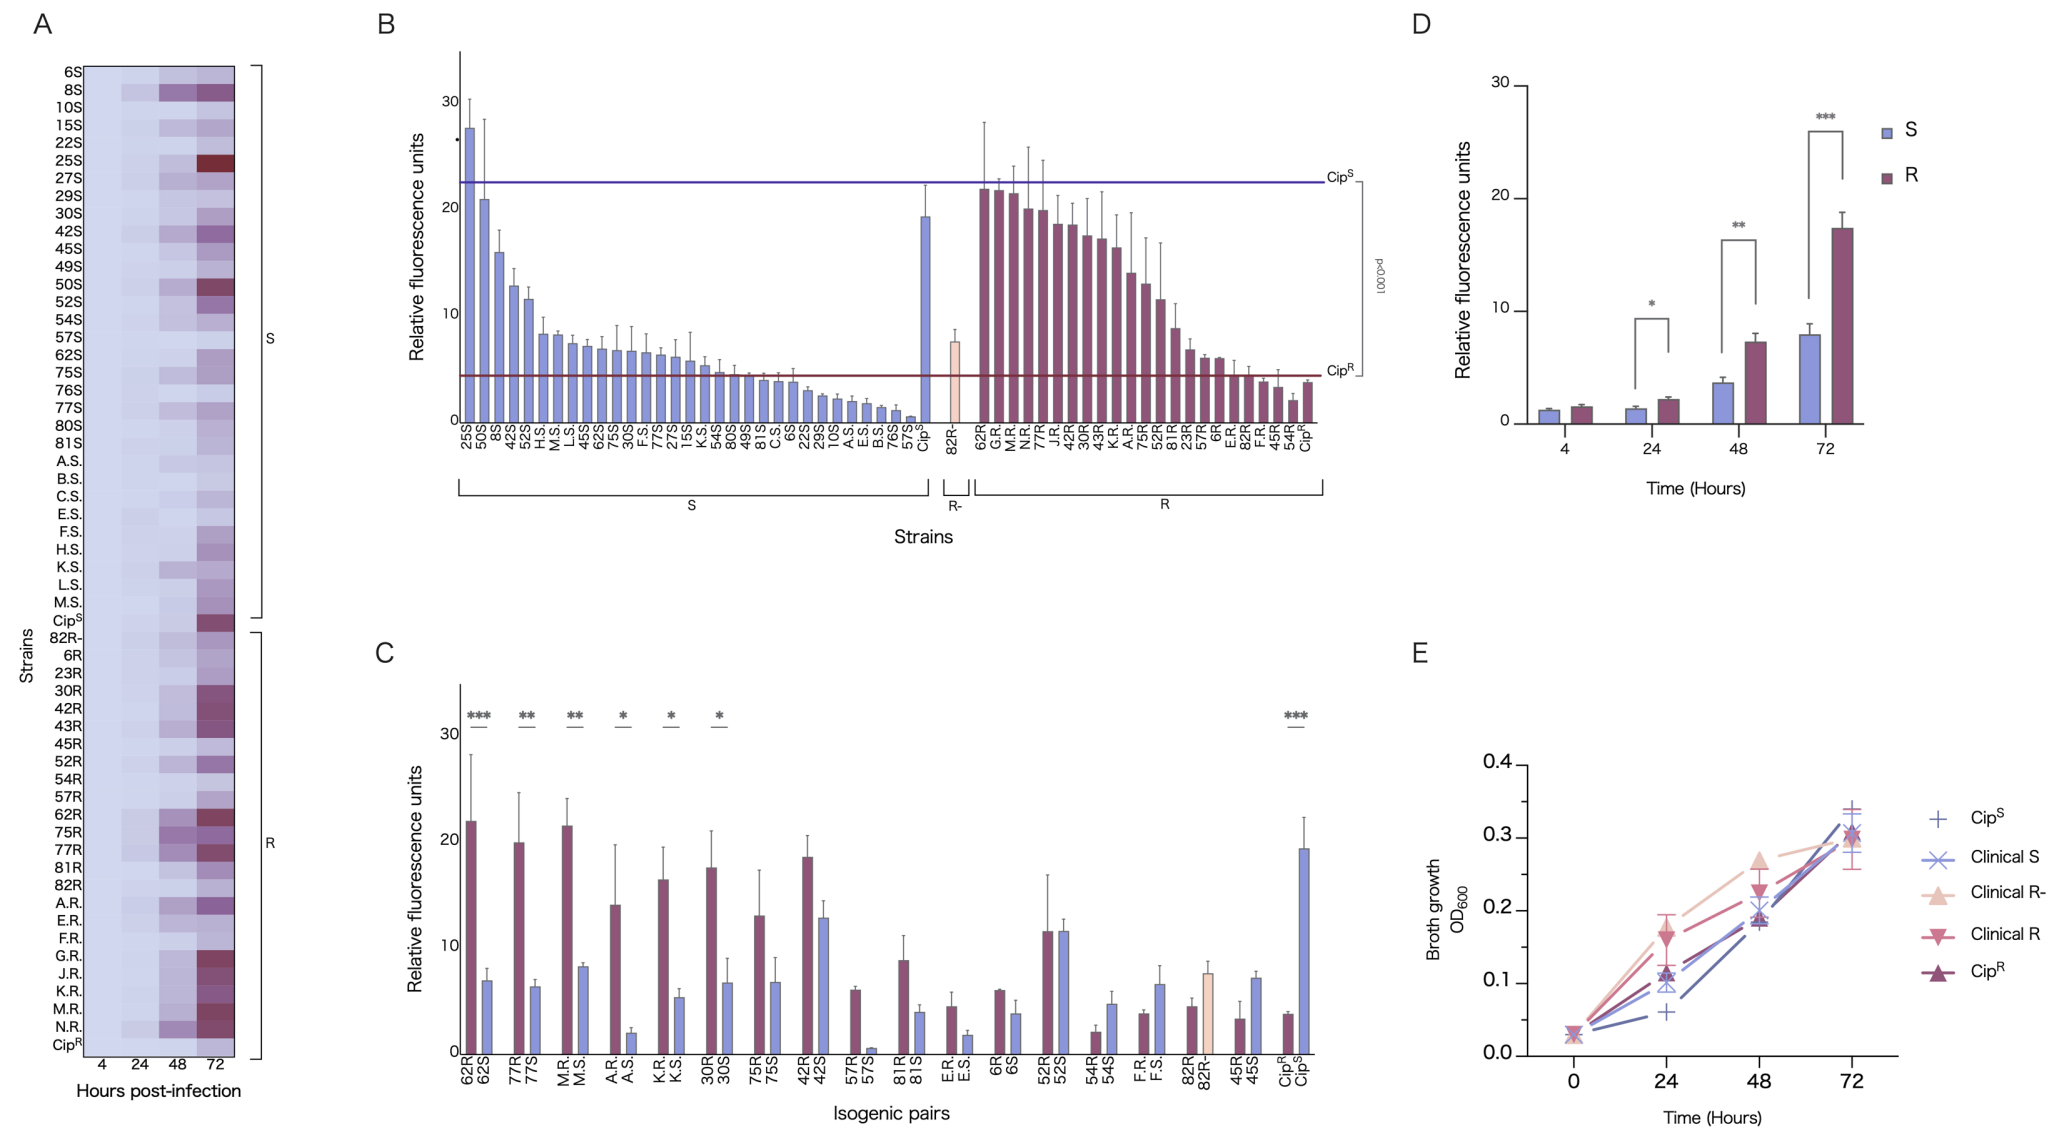 A
6S
8S
10S
15S
22S
25S
27S
29S
30S
42S
45S
49S
50S
52S
54S
57S
62S
75S
76S
77S
80S
81S
A.S.
B.S.
C.S.
E.S.
F.S.
H.S.
K.S.
L.S.
M.S.
CipS
82R-
6R
23R
30R
42R
43R
45R
52R
54R
57R
62R
75R
77R
81R
82R
A.R.
E.R.
F.R.
G.R.
J.R.
K.R.
M.R.
N.R.
CipR
S
R
Strains
4 24 48 72
Hours post-infection
B
Relative fluorescence units
30
20
10
0
CipS
CipR
p<0.001
25S 50S 8S 42S 52S H.S. M.S. L.S. 45S 62S 75S 30S F.S. 77S 27S 15S K.S. 54S 80S 49S 81S C.S. 6S 22S 29S 10S A.S. E.S. B.S. 76S 57S CipS 82R- 62R G.R. M.R. N.R. 77R J.R. 42R 30R 43R K.R. A.R. 75R 52R 81R 23R 57R 6R E.R. 82R F.R. 45R 54R CipR
S R- R
Strains
C
Relative fluorescence units
30
20
10
0
*** ** ** * * * ***
62R 62S 77R 77S M.R. M.S. A.R. A.S. K.R. K.S. 30R 30S 75R 75S 42R 42S 57R 57S 81R 81S E.R. E.S. 6R 6S 52R 52S 54R 54S F.R. F.S. 82R 82R- 45R 45S CipR CipS
Isogenic pairs
D
Relative fluorescence units
30
20
10
0
*
**
***
4 24 48 72
Time (Hours)
S
R
E
Broth growth
OD600
0.4
0.3
0.2
0.1
0.0
0 24 48 72
Time (Hours)
CipS
Clinical S
Clinical R-
Clinical R
CipR